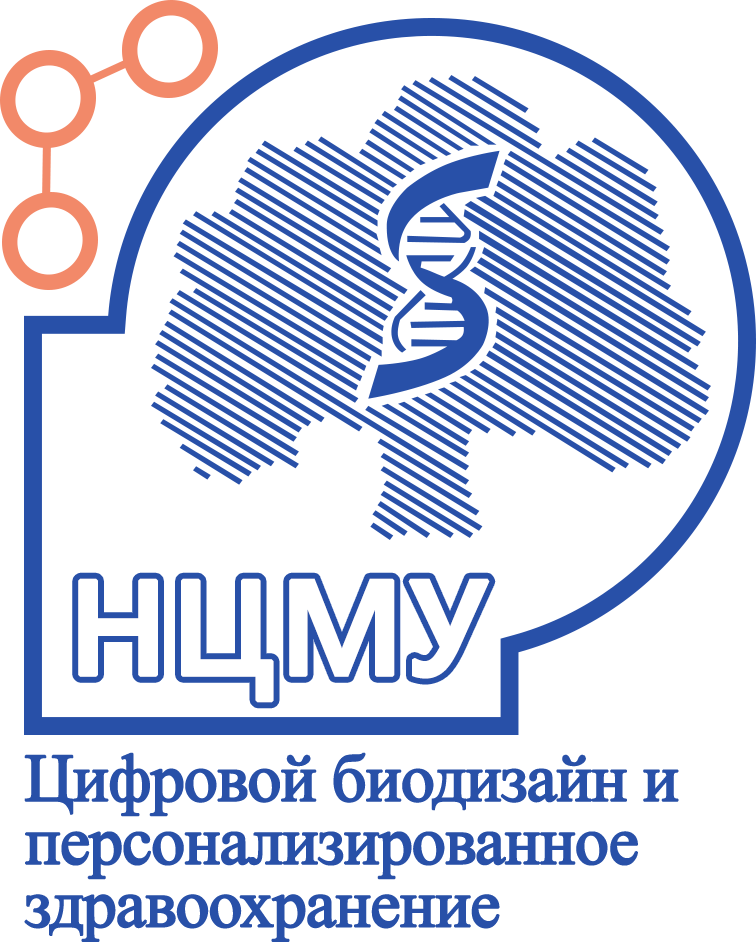 НЦМУ
Цифровой биодизайн и
персонализированное
здравоохранение